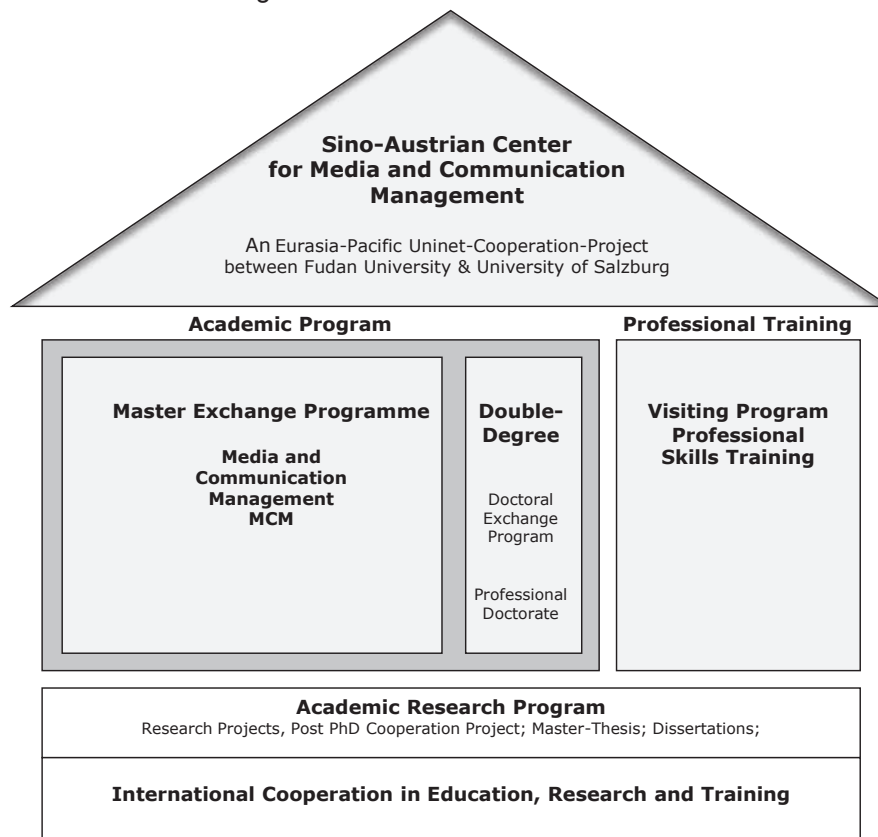 Sino-Austrian Center
for Media and Communication
Management
An Eurasia-Pacific Uninet-Cooperation-Project
between Fudan University & University of Salzburg
Academic Program
Professional Training
Master Exchange Programme
Media and
Communication
Management
MCM
Double-
Degree
Doctoral
Exchange
Program
Professional
Doctorate
Visiting Program
Professional
Skills Training
Academic Research Program
Research Projects, Post PhD Cooperation Project; Master-Thesis; Dissertations;
International Cooperation in Education, Research and Training